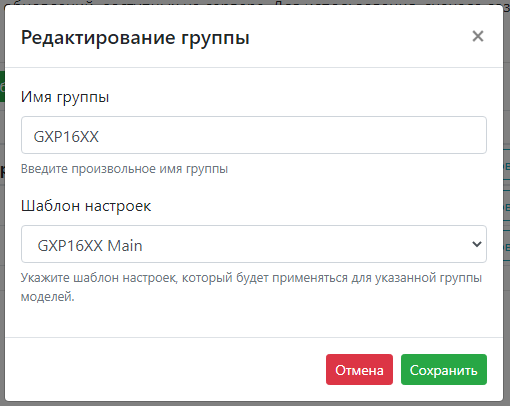 Редактирование группы
×
Имя группы
GXP16XX
Введите произвольное имя группы
Шаблон настроек
GXP16XX Main
Укажите шаблон настроек, который будет применяться для указанной группы
моделей.
Отмена Сохранить